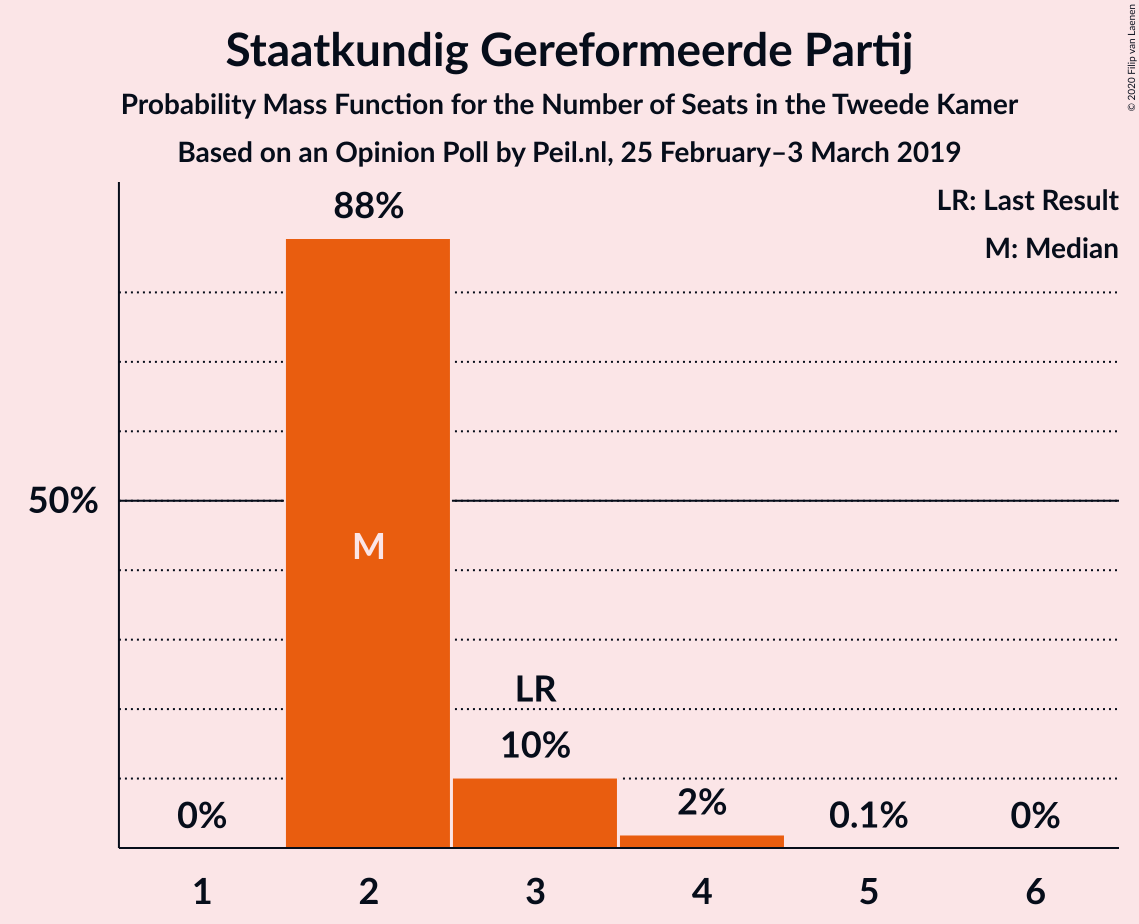 Staatkundig Gereformeerde Partij
Probability Mass Function for the Number of Seats in the Tweede Kamer
Based on an Opinion Poll by Peil.nl, 25 February–3 March 2019
© 2020 Filip van Laenen
LR: Last Result
M: Median
88%
50%
M
LR
10%
0%
2%
0.1%
0%
1 2 3 4 5 6